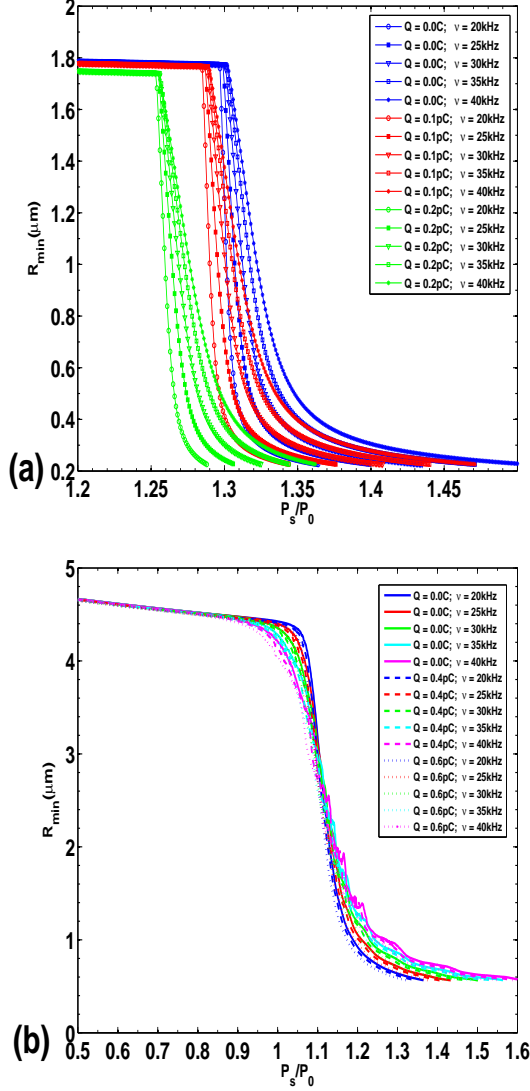 2
1.8
1.6
1.4
1.2
1
0.8
0.6
0.4
0.2
R_min(μm)
1.2 1.25 1.3 1.35 1.4 1.45
P_s/P_0
(a)
Q = 0.0C; ν = 20kHz
Q = 0.0C; ν = 25kHz
Q = 0.0C; ν = 30kHz
Q = 0.0C; ν = 35kHz
Q = 0.0C; ν = 40kHz
Q = 0.1pC; ν = 20kHz
Q = 0.1pC; ν = 25kHz
Q = 0.1pC; ν = 30kHz
Q = 0.1pC; ν = 35kHz
Q = 0.1pC; ν = 40kHz
Q = 0.2pC; ν = 20kHz
Q = 0.2pC; ν = 25kHz
Q = 0.2pC; ν = 30kHz
Q = 0.2pC; ν = 35kHz
Q = 0.2pC; ν = 40kHz
5
4
3
2
1
0
R_min(μm)
0.5 0.6 0.7 0.8 0.9 1 1.1 1.2 1.3 1.4 1.5 1.6
P_s/P_0
(b)
Q = 0.0C; ν = 20kHz
Q = 0.0C; ν = 25kHz
Q = 0.0C; ν = 30kHz
Q = 0.0C; ν = 35kHz
Q = 0.0C; ν = 40kHz
Q = 0.4pC; ν = 20kHz
Q = 0.4pC; ν = 25kHz
Q = 0.4pC; ν = 30kHz
Q = 0.4pC; ν = 35kHz
Q = 0.4pC; ν = 40kHz
Q = 0.6pC; ν = 20kHz
Q = 0.6pC; ν = 25kHz
Q = 0.6pC; ν = 30kHz
Q = 0.6pC; ν = 35kHz
Q = 0.6pC; ν = 40kHz